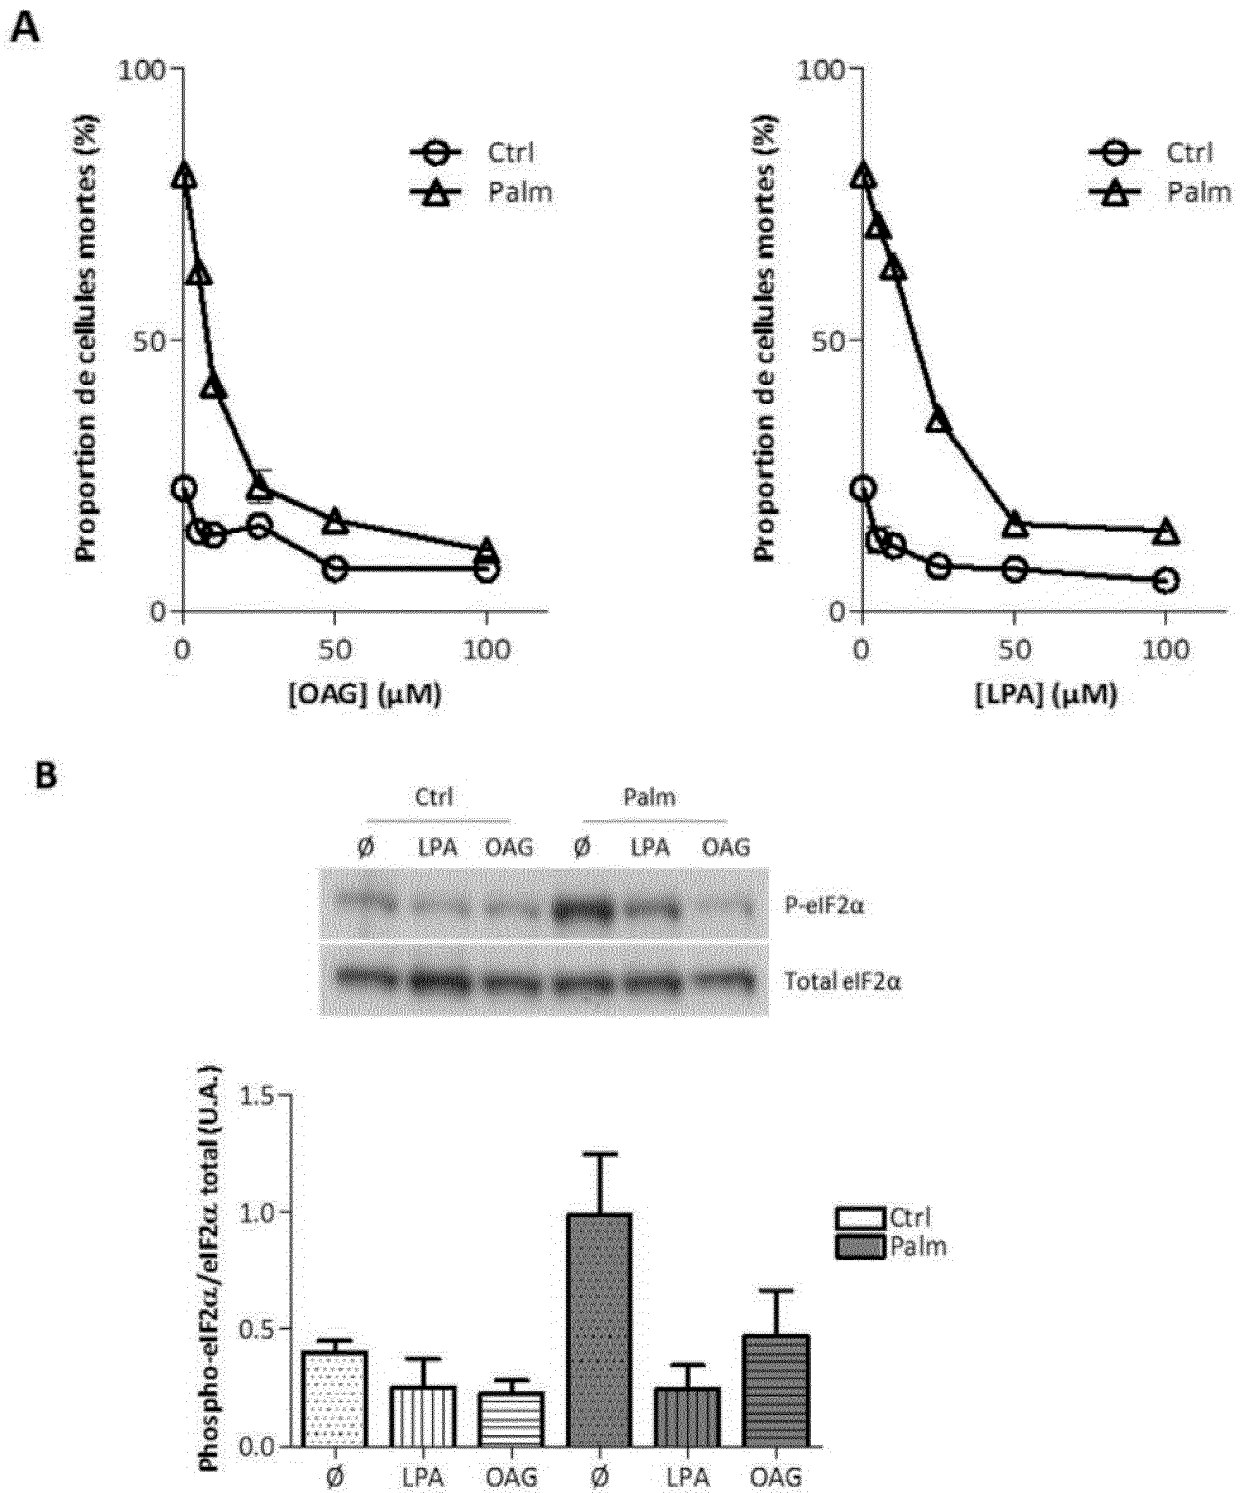 A
100
50
0
Proportion de cellules mortes (%)
Ctrl
Palm
0 50 100
[OAG] (µM)
100
50
0
Proportion de cellules mortes (%)
Ctrl
Palm
0 50 100
[LPA] (µM)
B
Ctrl Palm
Ø LPA OAG Ø LPA OAG
P-eIF2α
Total eIF2α
Phospho-eIF2α/eIF2α total (U.A.)
1.5
1.0
0.5
0.0
Ctrl
Palm
Ø LPA OAG Ø LPA OAG